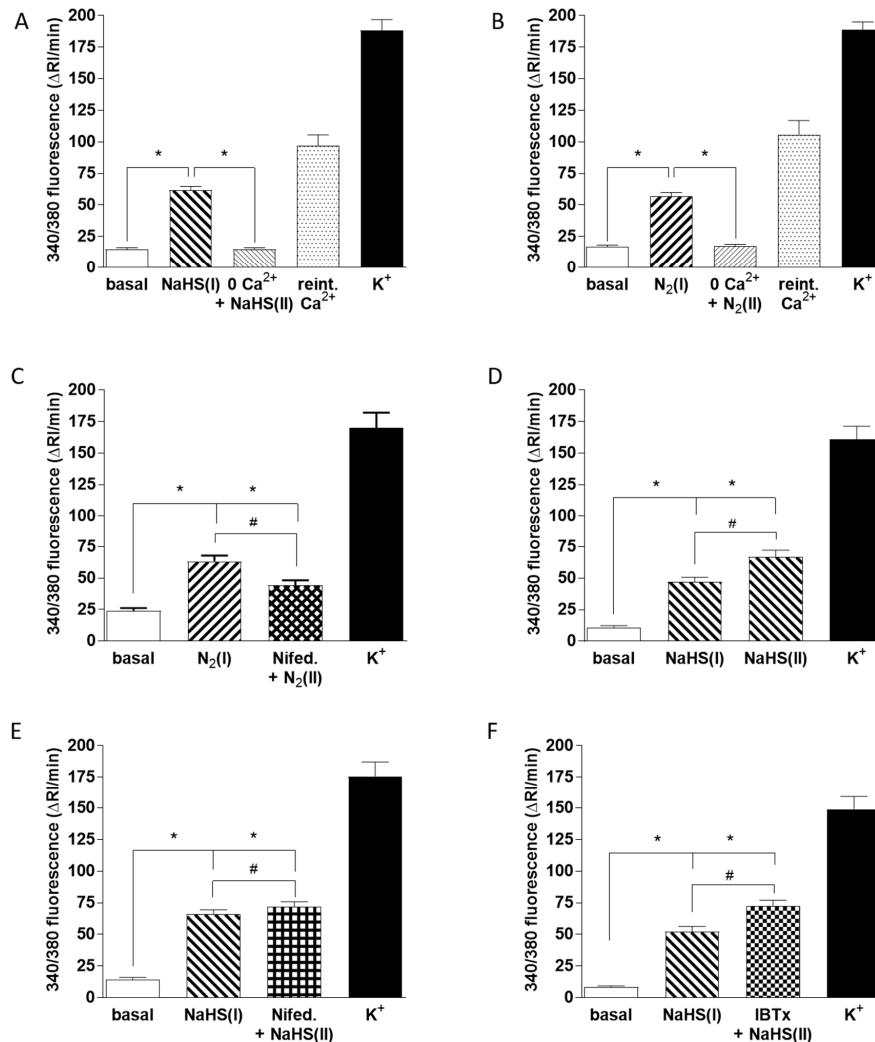 A
340/380 fluorescence (ΔRI/min)
200
175
150
125
100
75
50
25
0
* *
basal NaHS(I) 0 Ca²⁺ reint. K⁺
+ NaHS(II) Ca²⁺
B
340/380 fluorescence (ΔRI/min)
200
175
150
125
100
75
50
25
0
* *
basal N₂(I) 0 Ca²⁺ reint. K⁺
+ N₂(II) Ca²⁺
C
340/380 fluorescence (ΔRI/min)
200
175
150
125
100
75
50
25
0
* *
#
basal N₂(I) Nifed. K⁺
+ N₂(II)
D
340/380 fluorescence (ΔRI/min)
200
175
150
125
100
75
50
25
0
* *
#
basal NaHS(I) NaHS(II) K⁺
E
340/380 fluorescence (ΔRI/min)
200
175
150
125
100
75
50
25
0
* *
#
basal NaHS(I) Nifed. K⁺
+ NaHS(II)
F
340/380 fluorescence (ΔRI/min)
200
175
150
125
100
75
50
25
0
* *
#
basal NaHS(I) IBTx K⁺
+ NaHS(II)